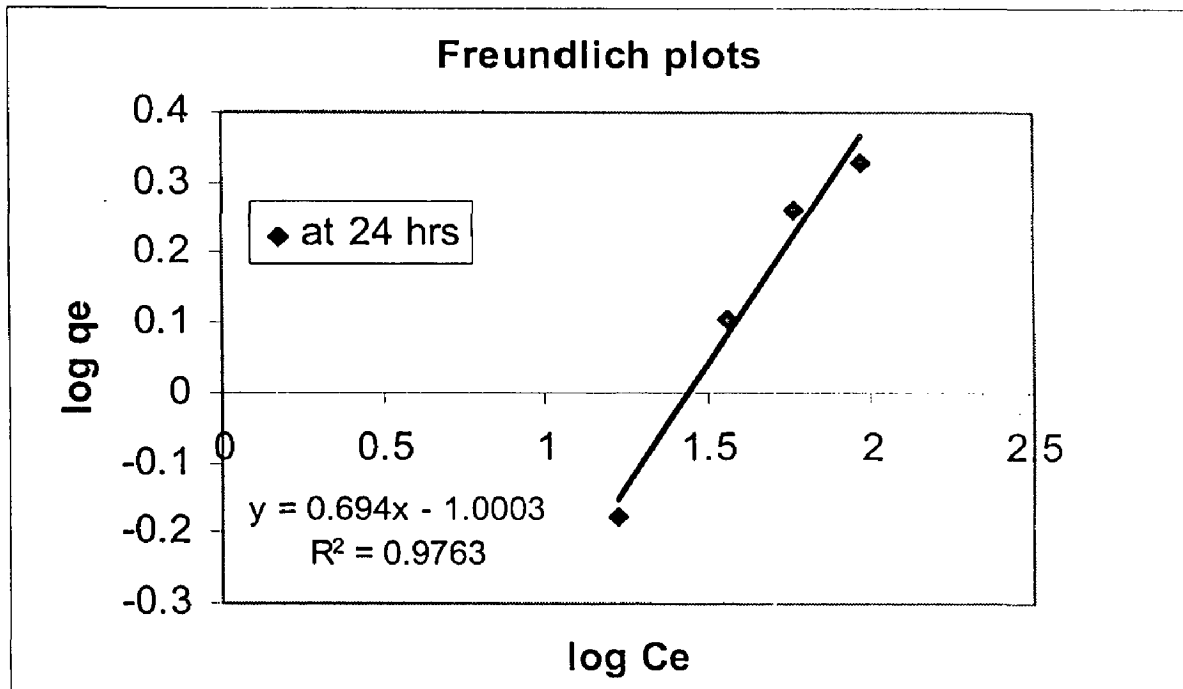 Freundlich plots
0.4
0.3
0.2
0.1
0
-0.1
-0.2
-0.3
log qe
at 24 hrs
0 0.5 1 1.5 2 2.5
y = 0.694x - 1.0003
R² = 0.9763
log Ce